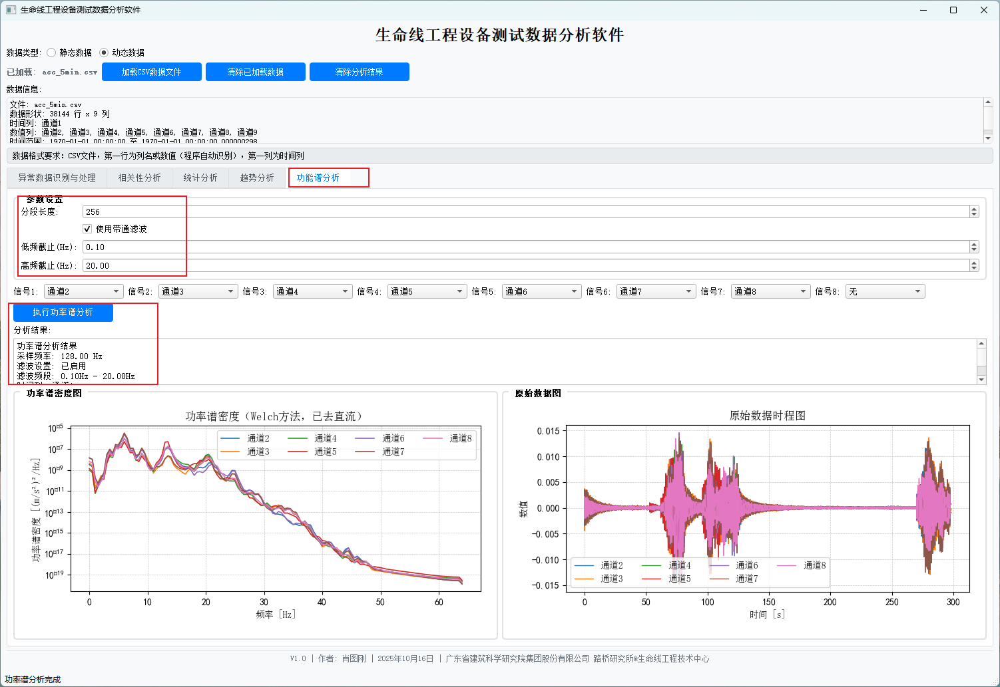 生命线工程设备测试数据分析软件
生命线工程设备测试数据分析软件
数据类型: 静态数据 动态数据
已加载: acc_5min.csv 加载CSV数据文件 清除已加载数据 清除分析结果
数据信息:
文件: acc_5min.csv
数据形状: 38144 行 x 9 列
时间列: 通道1
数值列: 通道2, 通道3, 通道4, 通道5, 通道6, 通道7, 通道8, 通道9
时间范围: 1970-01-01 00:00:00 至 1970-01-01 00:00:00.000000298
数据格式要求: CSV文件, 第一行为列名或数值 (程序自动识别) , 第一列为时间列
异常数据识别与处理 相关性分析 统计分析 趋势分析 功能谱分析
参数设置
分段长度: 256
使用带通滤波
低频截止(Hz): 0.10
高频截止(Hz): 20.00
信号1: 通道2 信号2: 通道3 信号3: 通道4 信号4: 通道5 信号5: 通道6 信号6: 通道7 信号7: 通道8 信号8: 无
执行功率谱分析
分析结果:
功率谱分析结果
采样频率: 128.00 Hz
滤波设置: 已启用
滤波频段: 0.10Hz - 20.00Hz
功率谱密度图
功率谱密度 (Welch方法, 已去直流)
通道2 通道4 通道6 通道8
通道3 通道5 通道7
功率谱密度 [(m/s²)²/Hz]
10¤5
10¤7
10¤9
10¤11
10¤13
10¤15
10¤17
10¤19
0 10 20 30 40 50 60
频率 [Hz]
原始数据图
原始数据时程图
数值
0.015
0.010
0.005
0.000
−0.005
−0.010
−0.015
通道2 通道4 通道6 通道8
通道3 通道5 通道7
0 50 100 150 200 250 300
时间 [s]
V1.0 | 作者: 肖图刚 | 2025年10月16日 | 广东省建筑科学研究院集团股份有限公司 路桥研究所&生命线工程技术中心
功率谱分析完成